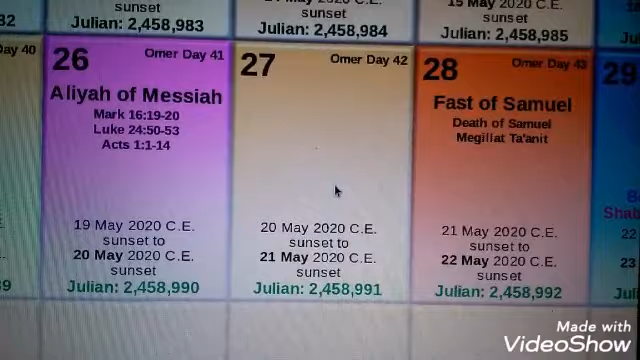 32
sunset
Julian: 2,458,983
sunset
Julian: 2,458,984
15 May 2020 C.E.
sunset
Julian: 2,458,985
Day 40
26
Omer Day 41
Aliyah of Messiah
Mark 16:19-20
Luke 24:50-53
Acts 1:1-14
19 May 2020 C.E.
sunset to
20 May 2020 C.E.
sunset
Julian: 2,458,990
27
Omer Day 42
20 May 2020 C.E.
sunset to
21 May 2020 C.E.
sunset
Julian: 2,458,991
28
Omer Day 43
Fast of Samuel
Death of Samuel
Megillat Ta'anit
21 May 2020 C.E.
sunset to
22 May 2020 C.E.
sunset
Julian: 2,458,992
29
22
23
Made with
VideoShow